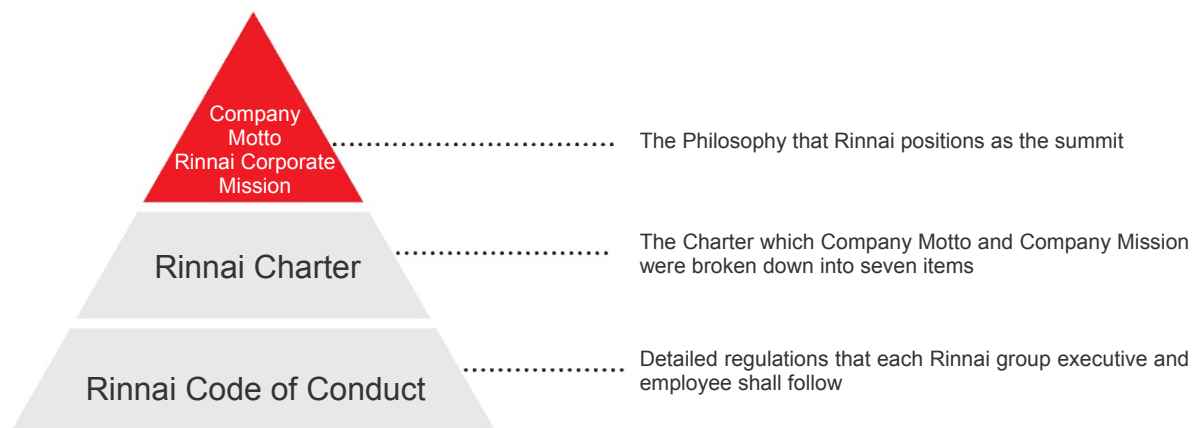 Company
Motto
Rinnai Corporate
Mission
The Philosophy that Rinnai positions as the summit
Rinnai Charter
The Charter which Company Motto and Company Mission
were broken down into seven items
Rinnai Code of Conduct
Detailed regulations that each Rinnai group executive and
employee shall follow